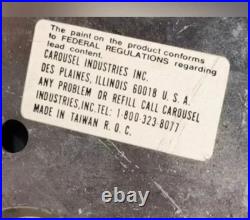 The paint on the product conforms
to FEDERAL REGULATIONS regarding
lead content.
CAROUSEL INDUSTRIES INC.
DES PLAINES, ILLINOIS 60018 U. S. A.
ANY PROBLEM OR REFILL CALL CAROUSEL
INDUSTRIES,INC.TEL: 1-800-323-8077
MADE IN TAIWAN R. O. C.